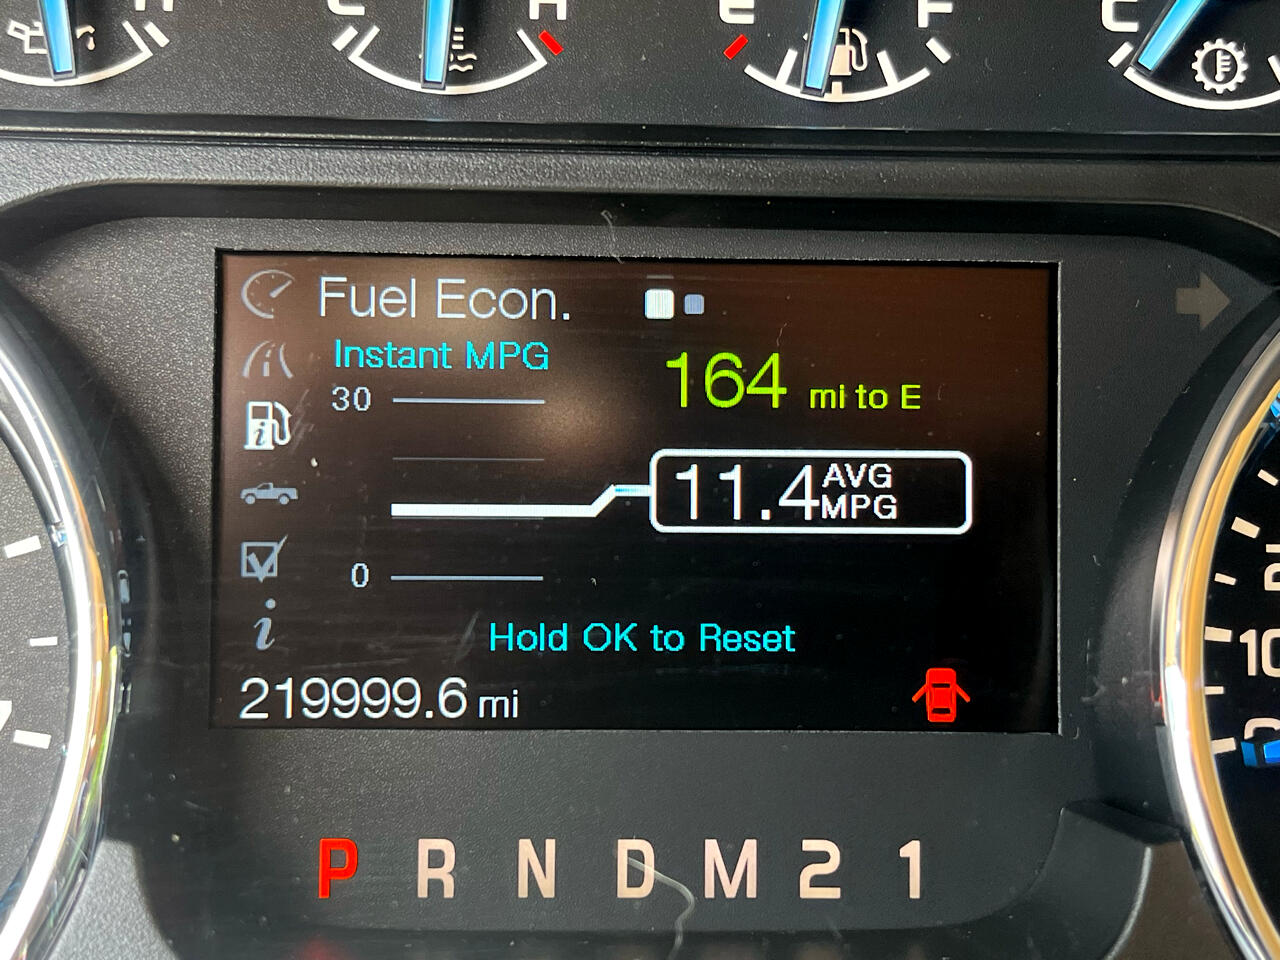 H C H E F C
Fuel Econ.
Instant MPG
30
164 mi to E
11.4 AVG MPG
0
Hold OK to Reset
219999.6 mi
10
P R N D M 2 1